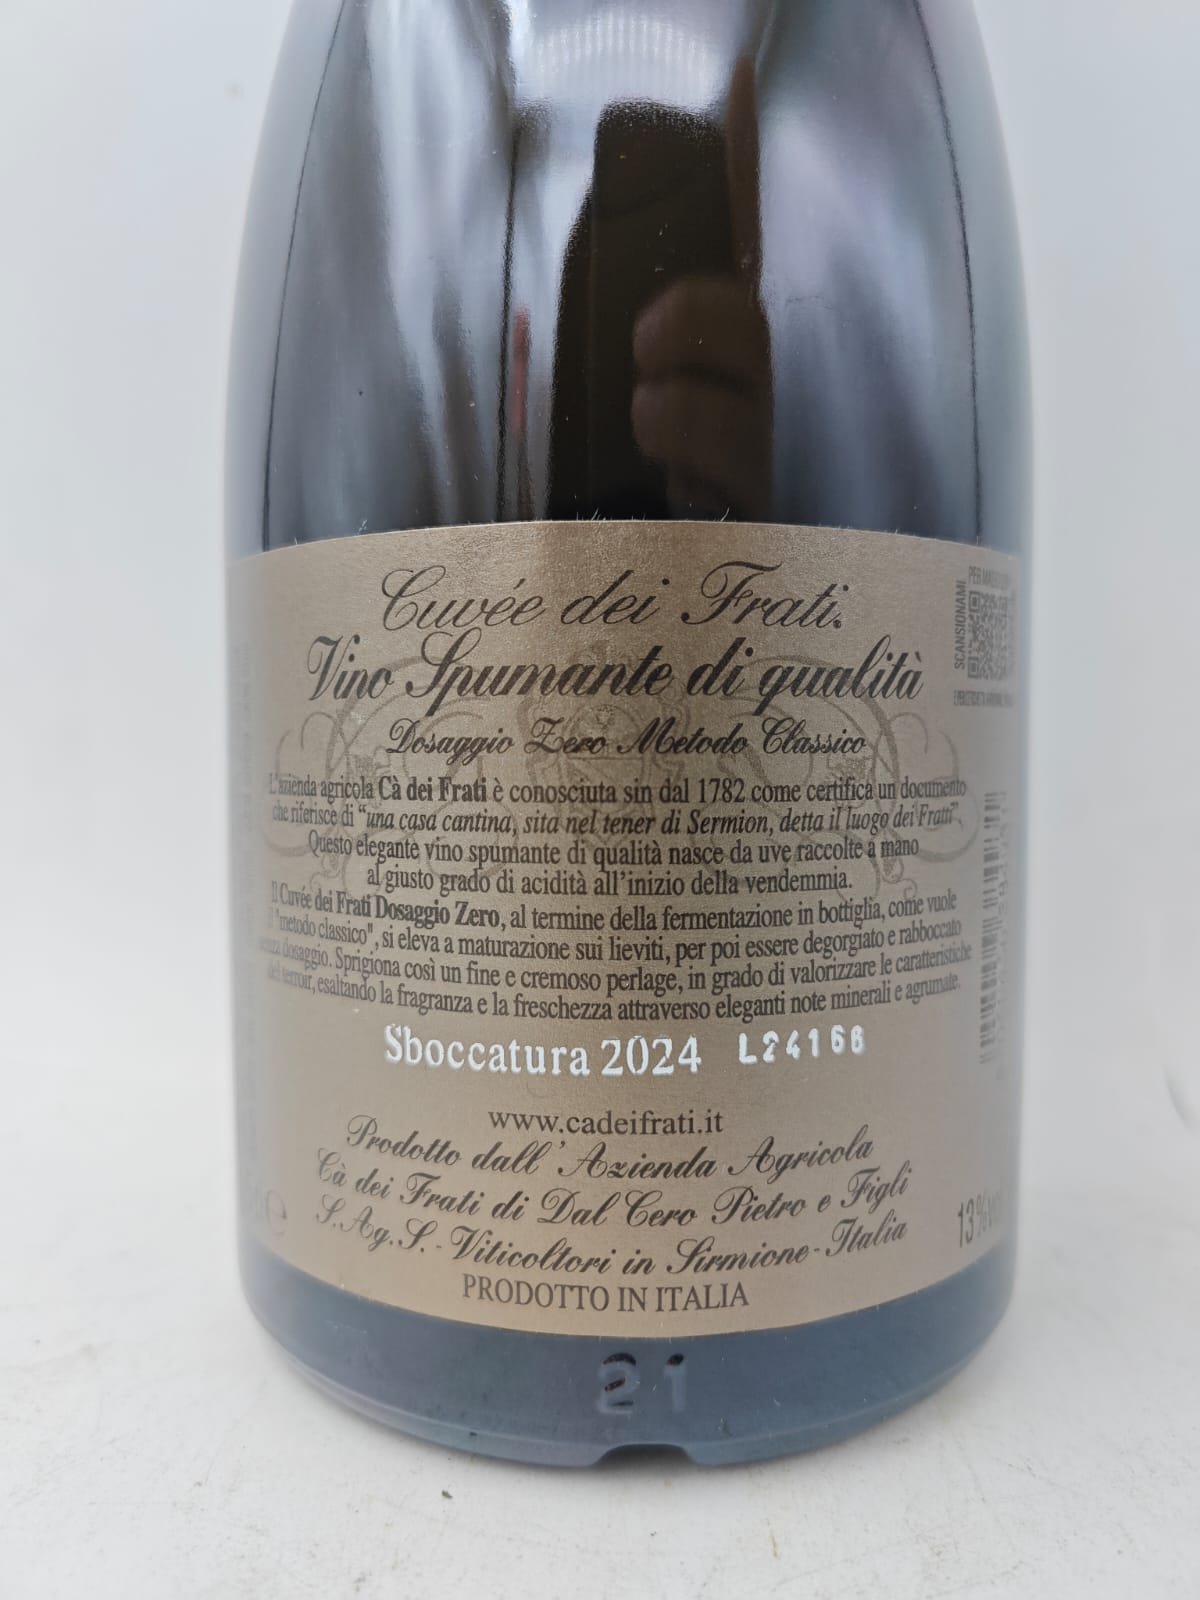 Cuvée dei Frati.
Vino Spumante di qualità
Dosaggio Zero Metodo Classico
L'azienda agricola Cà dei Frati è conosciuta sin dal 1782 come certifica un documento
che riferisce di "una casa cantina, sita nel tener di Sermion, detta il luogo dei Fratti".
Questo elegante vino spumante di qualità nasce da uve raccolte a mano
al giusto grado di acidità all'inizio della vendemmia.
Il Cuvée dei Frati Dosaggio Zero, al termine della fermentazione in bottiglia, come vuole
il "metodo classico", si eleva a maturazione sui lieviti, per poi essere degorgiato e rabboccato
senza dosaggio. Sprigiona così un fine e cremoso perlage, in grado di valorizzare le caratteristiche
del terroir, esaltando la fragranza e la freschezza attraverso eleganti note minerali e agrumate.
Sboccatura 2024 L24166
www.cadeifrati.it
Prodotto dall'Azienda Agricola
Cà dei Frati di Dal Cero Pietro e Figli
S.Ag.S. - Viticoltori in Sirmione - Italia
PRODOTTO IN ITALIA
SCANSIONAMI
PER
13%
21